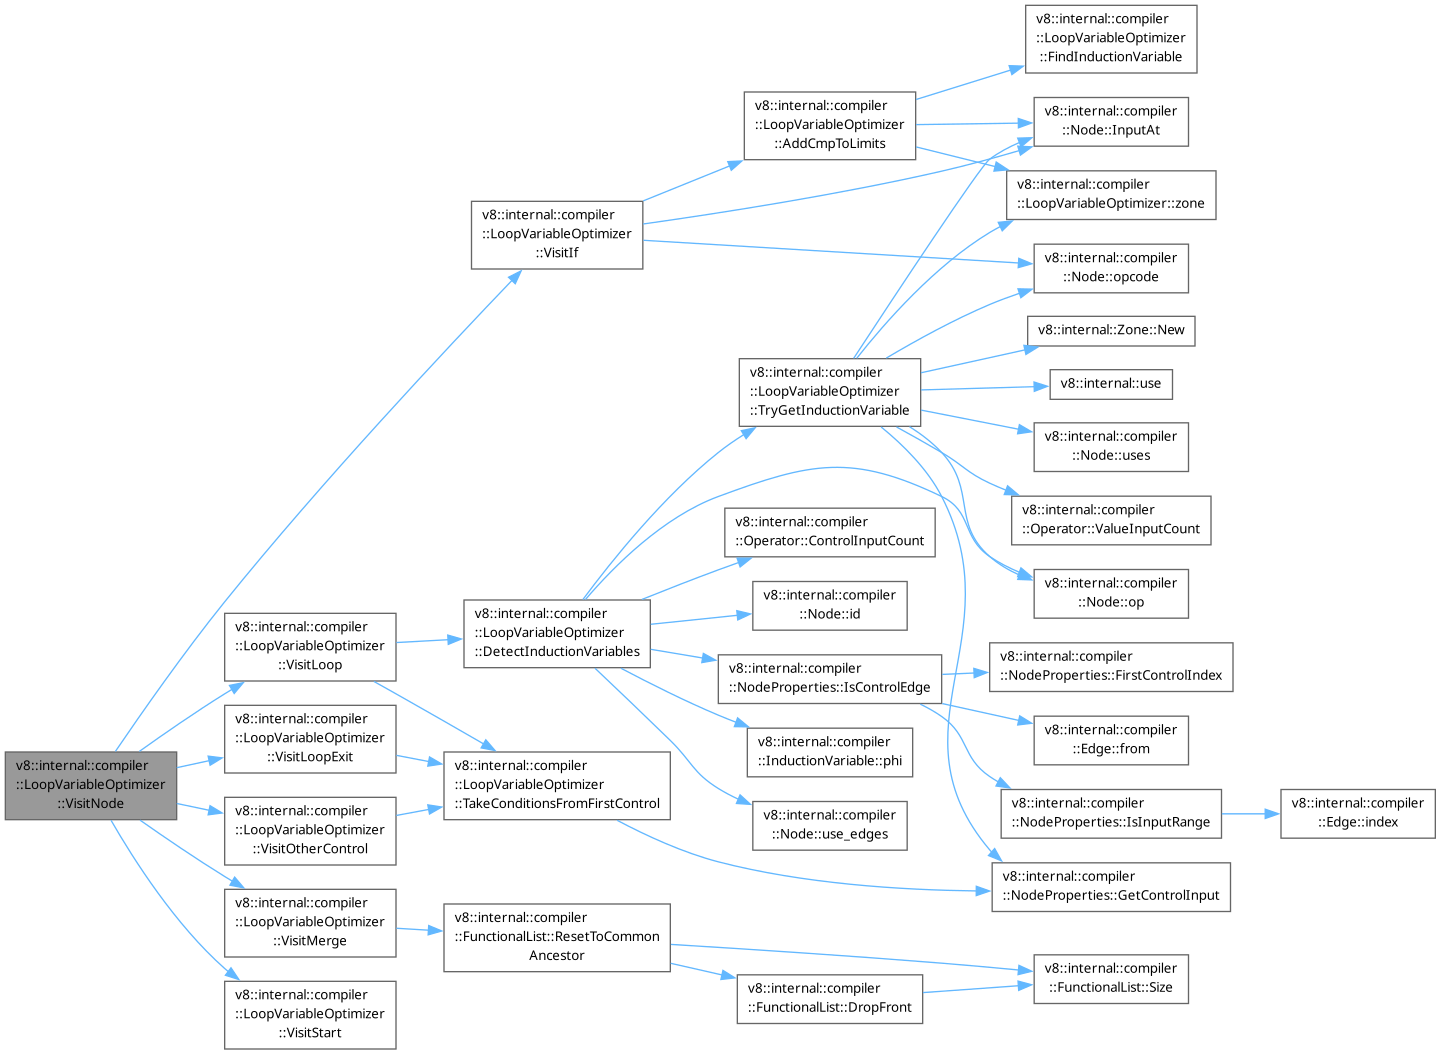 v8::internal::compiler
::LoopVariableOptimizer
::VisitNode
v8::internal::compiler
::LoopVariableOptimizer
::VisitIf
v8::internal::compiler
::LoopVariableOptimizer
::VisitLoop
v8::internal::compiler
::LoopVariableOptimizer
::VisitLoopExit
v8::internal::compiler
::LoopVariableOptimizer
::VisitOtherControl
v8::internal::compiler
::LoopVariableOptimizer
::VisitMerge
v8::internal::compiler
::LoopVariableOptimizer
::VisitStart
v8::internal::compiler
::LoopVariableOptimizer
::DetectInductionVariables
v8::internal::compiler
::LoopVariableOptimizer
::TakeConditionsFromFirstControl
v8::internal::compiler
::FunctionalList::ResetToCommon
Ancestor
v8::internal::compiler
::LoopVariableOptimizer
::AddCmpToLimits
v8::internal::compiler
::LoopVariableOptimizer
::TryGetInductionVariable
v8::internal::compiler
::Operator::ControlInputCount
v8::internal::compiler
::Node::id
v8::internal::compiler
::NodeProperties::IsControlEdge
v8::internal::compiler
::InductionVariable::phi
v8::internal::compiler
::Node::use_edges
v8::internal::compiler
::FunctionalList::DropFront
v8::internal::compiler
::LoopVariableOptimizer
::FindInductionVariable
v8::internal::compiler
::Node::InputAt
v8::internal::compiler
::LoopVariableOptimizer::zone
v8::internal::compiler
::Node::opcode
v8::internal::Zone::New
v8::internal::use
v8::internal::compiler
::Node::uses
v8::internal::compiler
::Operator::ValueInputCount
v8::internal::compiler
::Node::op
v8::internal::compiler
::NodeProperties::FirstControlIndex
v8::internal::compiler
::Edge::from
v8::internal::compiler
::NodeProperties::IsInputRange
v8::internal::compiler
::NodeProperties::GetControlInput
v8::internal::compiler
::FunctionalList::Size
v8::internal::compiler
::Edge::index